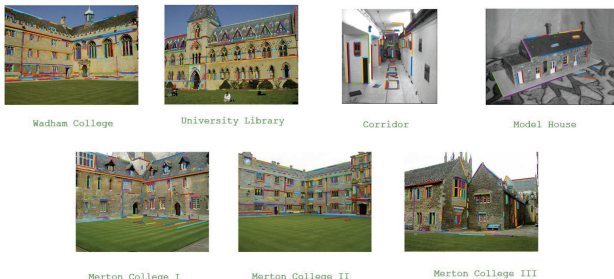 Wadham College
University Library
Corridor
Model House
Merton College I
Merton College II
Merton College III